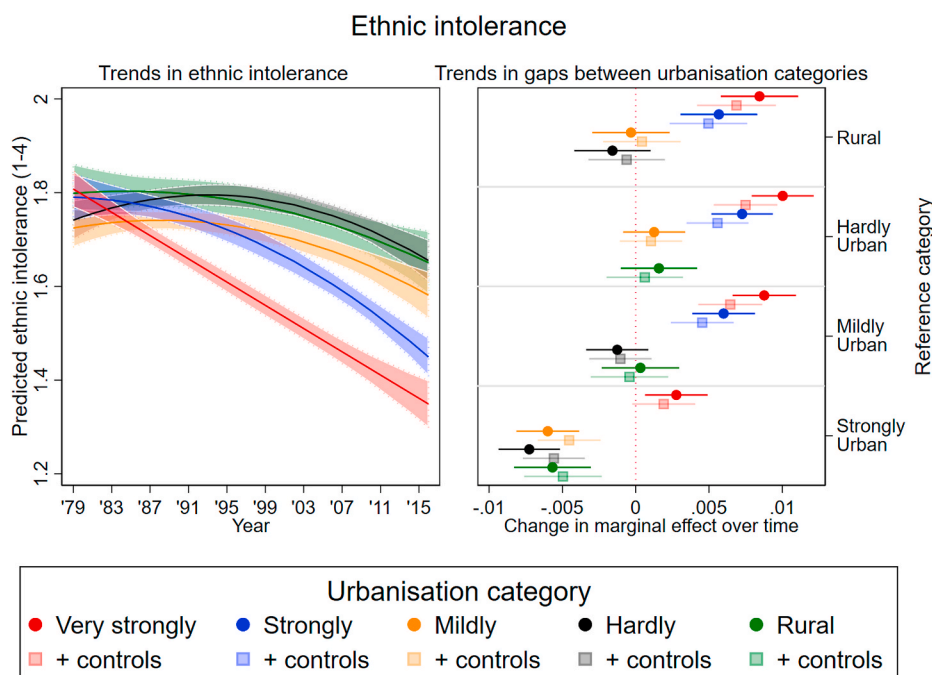 Ethnic intolerance
Trends in ethnic intolerance
Trends in gaps between urbanisation categories
Predicted ethnic intolerance (1-4)
2
1.8
1.6
1.4
1.2
'79 '83 '87 '91 '95 '99 '03 '07 '11 '15
Year
Rural
Hardly
Urban
Mildly
Urban
Strongly
Urban
Reference category
-.01 -.005 0 .005 .01
Change in marginal effect over time
Urbanisation category
Very strongly Strongly Mildly Hardly Rural
+ controls + controls + controls + controls + controls